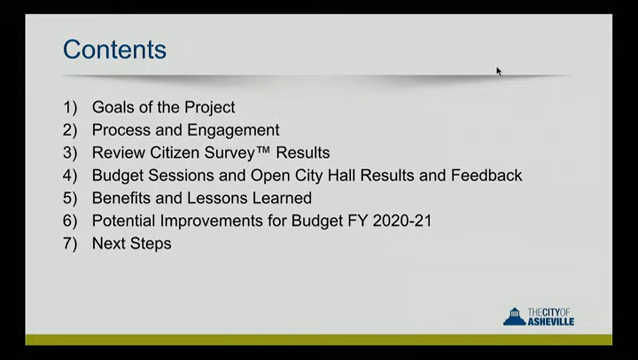 Contents
1) Goals of the Project
2) Process and Engagement
3) Review Citizen Survey™ Results
4) Budget Sessions and Open City Hall Results and Feedback
5) Benefits and Lessons Learned
6) Potential Improvements for Budget FY 2020-21
7) Next Steps
THE CITY OF
ASHEVILLE